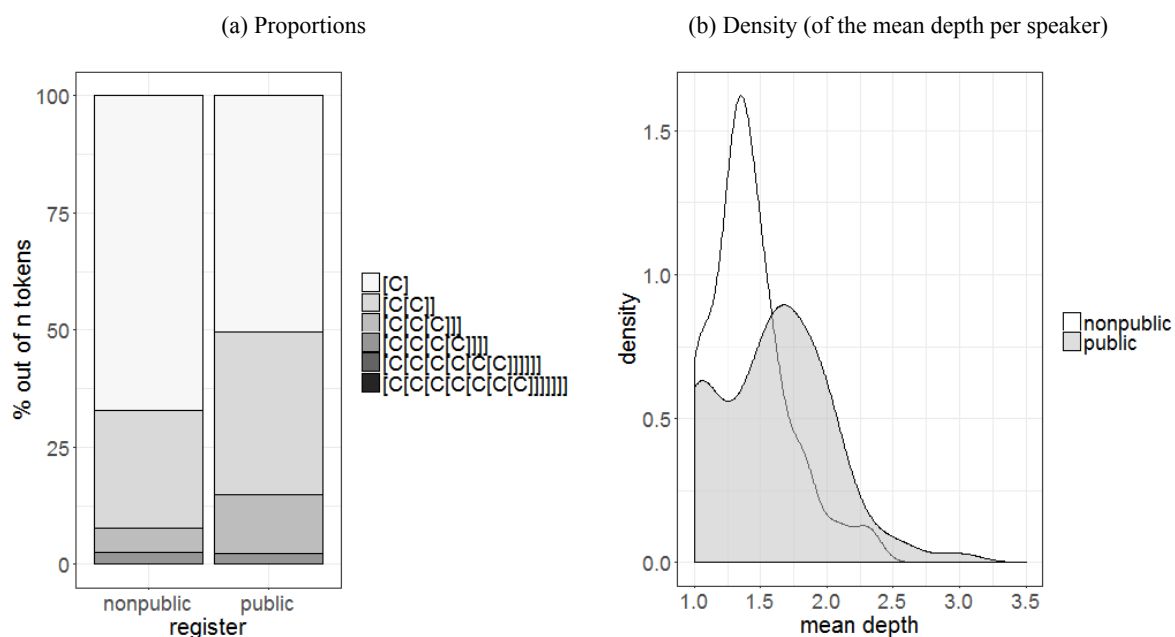 (a) Proportions
100
75
50
25
0
% out of n tokens
nonpublic
public
register
[C]
[C[C]]
[C[C[C]]]
[C[C[C[C]]]]
[C[C[C[C[C[C]]]]]]
[C[C[C[C[C[C[C]]]]]]]
(b) Density (of the mean depth per speaker)
1.5
1.0
0.5
0.0
density
1.0 1.5 2.0 2.5 3.0 3.5
mean depth
nonpublic
public